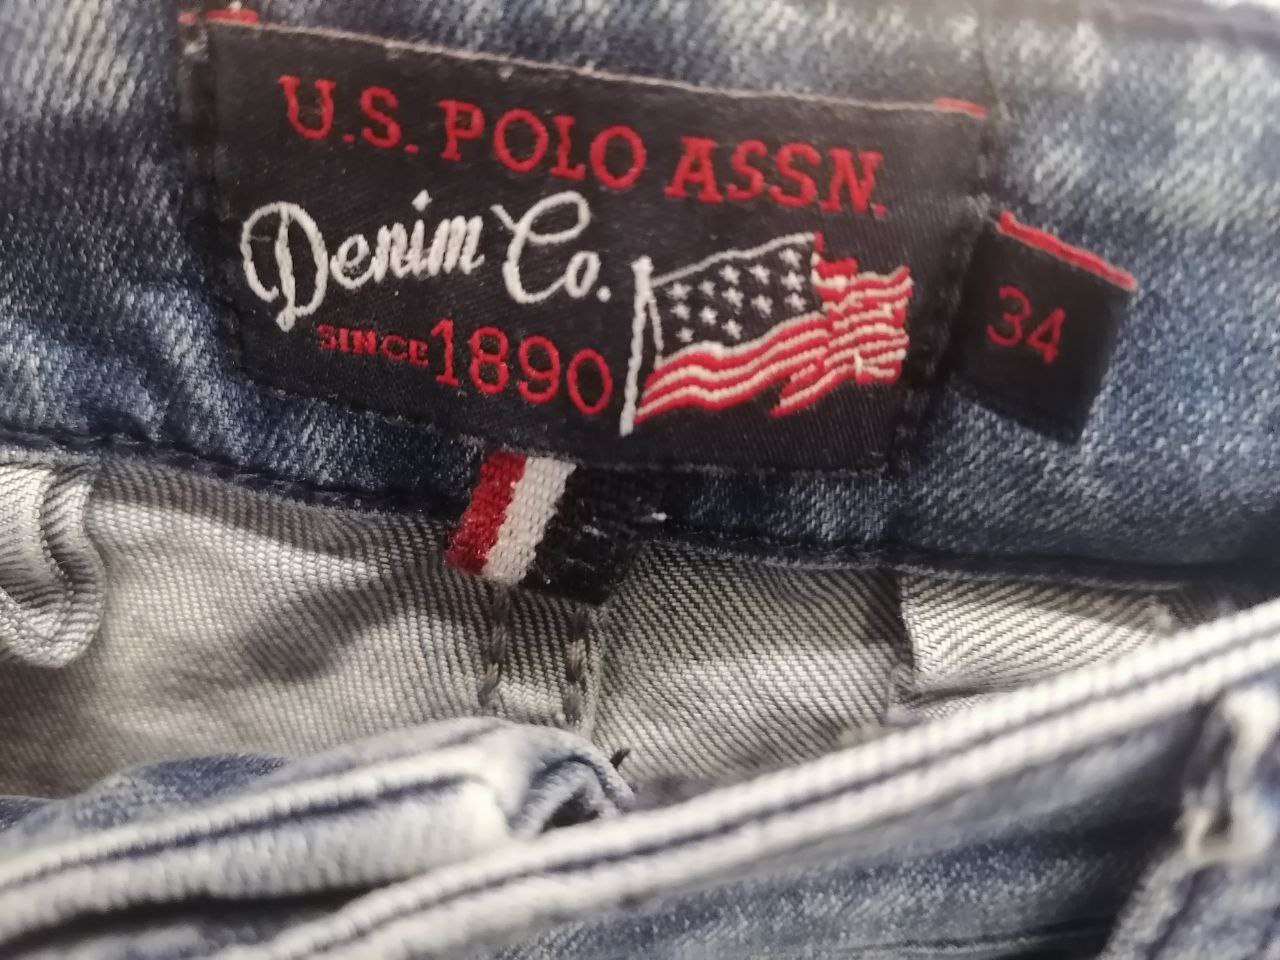 U.S. POLO ASSN.
Denim Co.
SINCE 1890
34